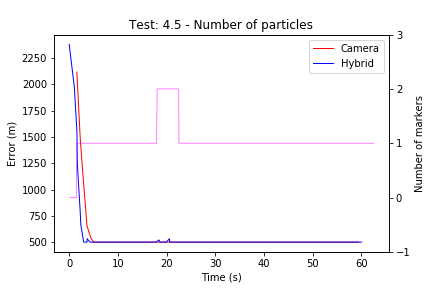 Test: 4.5 - Number of particles
Camera
Hybrid
Error (m)
2250
2000
1750
1500
1250
1000
750
500
3
2
1
0
−1
Number of markers
0 10 20 30 40 50 60
Time (s)